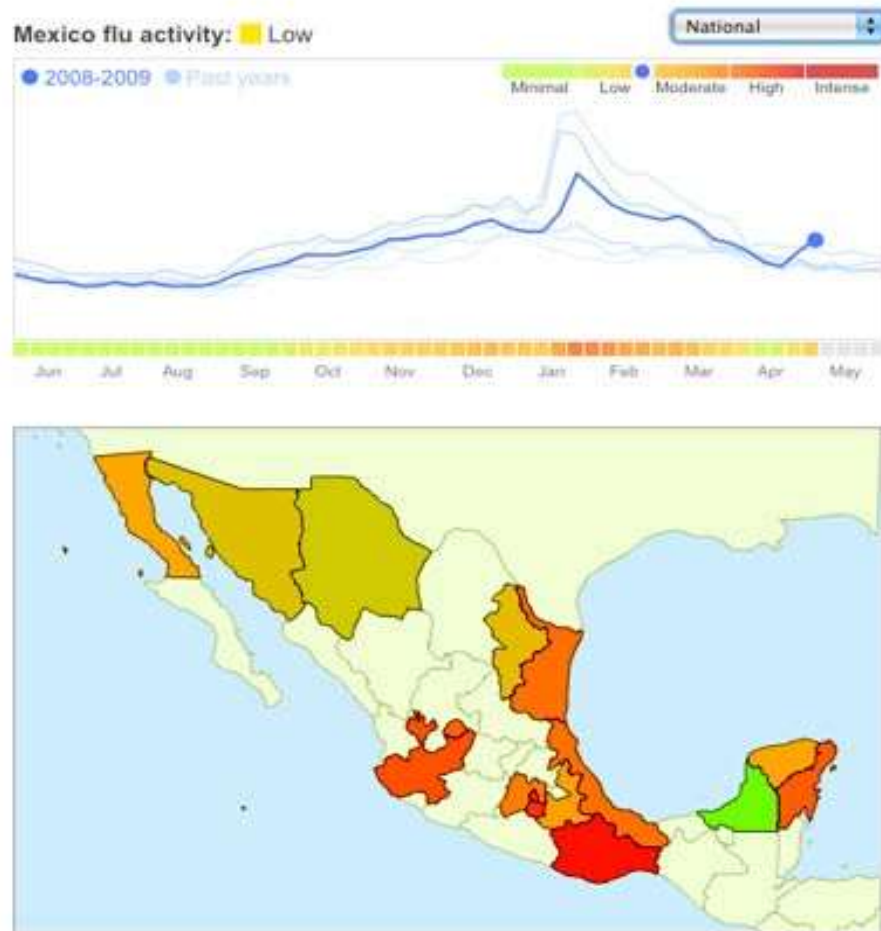 Mexico flu activity: Low
National
2008-2009 Past years
Minimal Low Moderate High Intense
Jun Jul Aug Sep Oct Nov Dec Jan Feb Mar Apr May